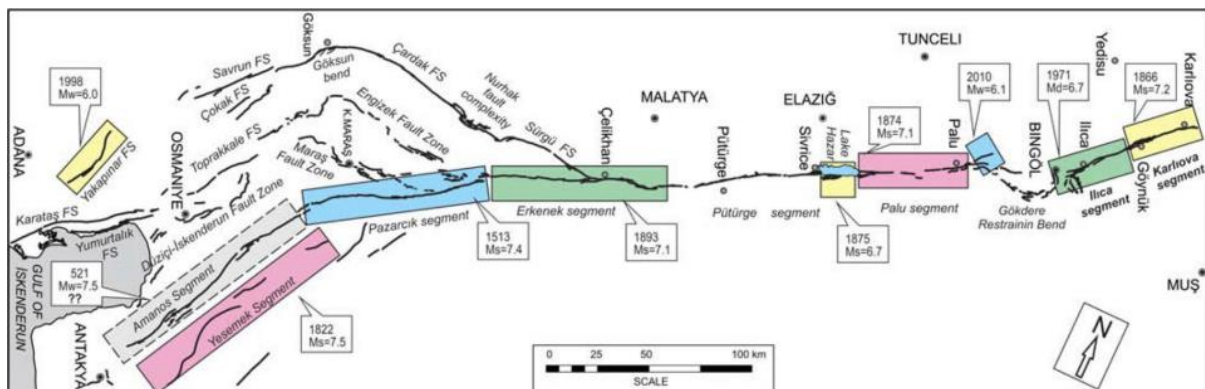 1998
Mw=6.0
ADANA
Yakapınar FS
Karataş FS
Yumurtalık
FS
GULF OF
İSKENDERUN
521
Mw=7.5
??
ANTAKYA
Savrun FS
Çokak FS
Toprakkale FS
OSMANIYE
Düziçi-İskenderun Fault Zone
Amanos Segment
Yesemek Segment
1822
Ms=7.5
Göksun
Göksun
bend
Çardak FS
Nurhak
fault
complexity
Sürgü FS
Engizek Fault Zone
K.MARAŞ
Maraş
Fault Zone
Pazarcık segment
1513
Ms=7.4
Çelikhan
Erkenek segment
1893
Ms=7.1
MALATYA
Pütürge
Pütürge segment
ELAZIĞ
Sivrice
Lake
Hazar
1875
Ms=6.7
1874
Ms=7.1
TUNCELI
Palu
Palu segment
2010
Mw=6.1
BINGÖL
Gökdere
Restrainin Bend
1971
Md=6.7
Ilıca
Ilıca
segment
Yedisu
1866
Ms=7.2
Karlıova
Göynük
Karlıova
segment
MUŞ
N
0 25 50 100 km
SCALE